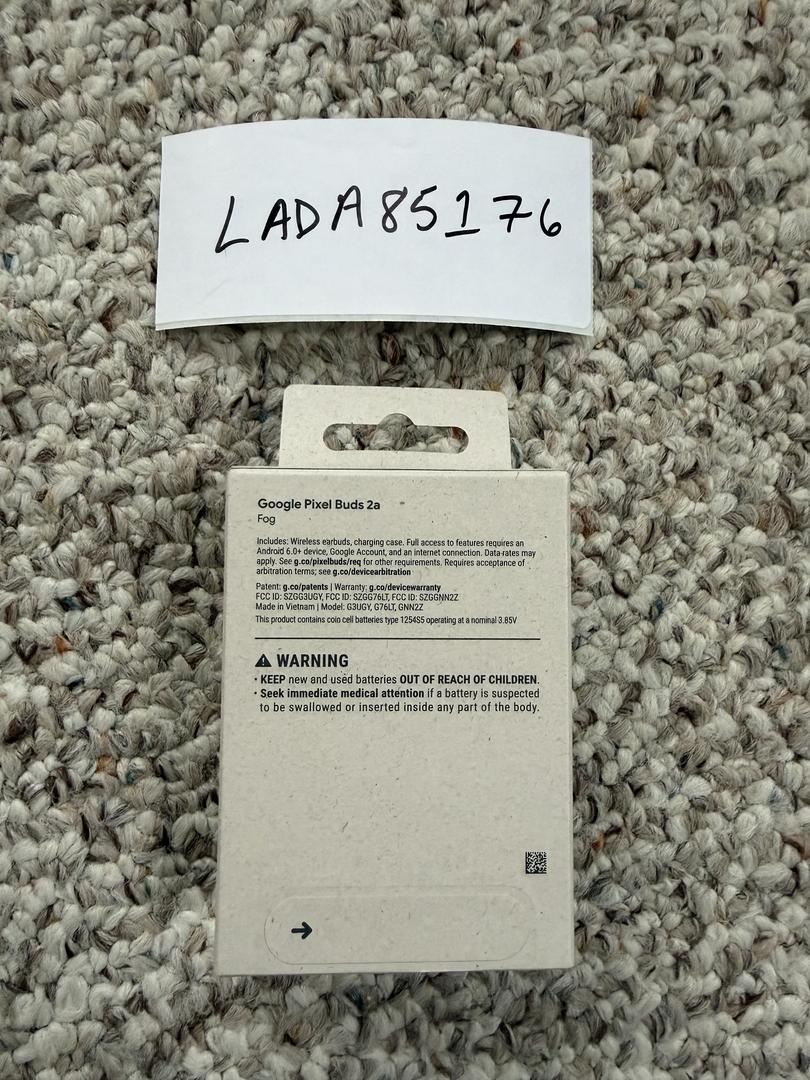 LADA85176
Google Pixel Buds 2a
Fog
Includes: Wireless earbuds, charging case. Full access to features requires an
Android 6.0+ device, Google Account, and an internet connection. Data rates may
apply. See g.co/pixelbuds/req for other requirements. Requires acceptance of
arbitration terms; see g.co/devicearbitration
Patent: g.co/patents | Warranty: g.co/devicewarranty
FCC ID: SZGG3UGY, FCC ID: SZGG76LT, FCC ID: SZGGNN2Z
Made in Vietnam | Model: G3UGY, G76LT, GNN2Z
This product contains coin cell batteries type 1254S5 operating at a nominal 3.85V
WARNING
• KEEP new and used batteries OUT OF REACH OF CHILDREN.
• Seek immediate medical attention if a battery is suspected
to be swallowed or inserted inside any part of the body.